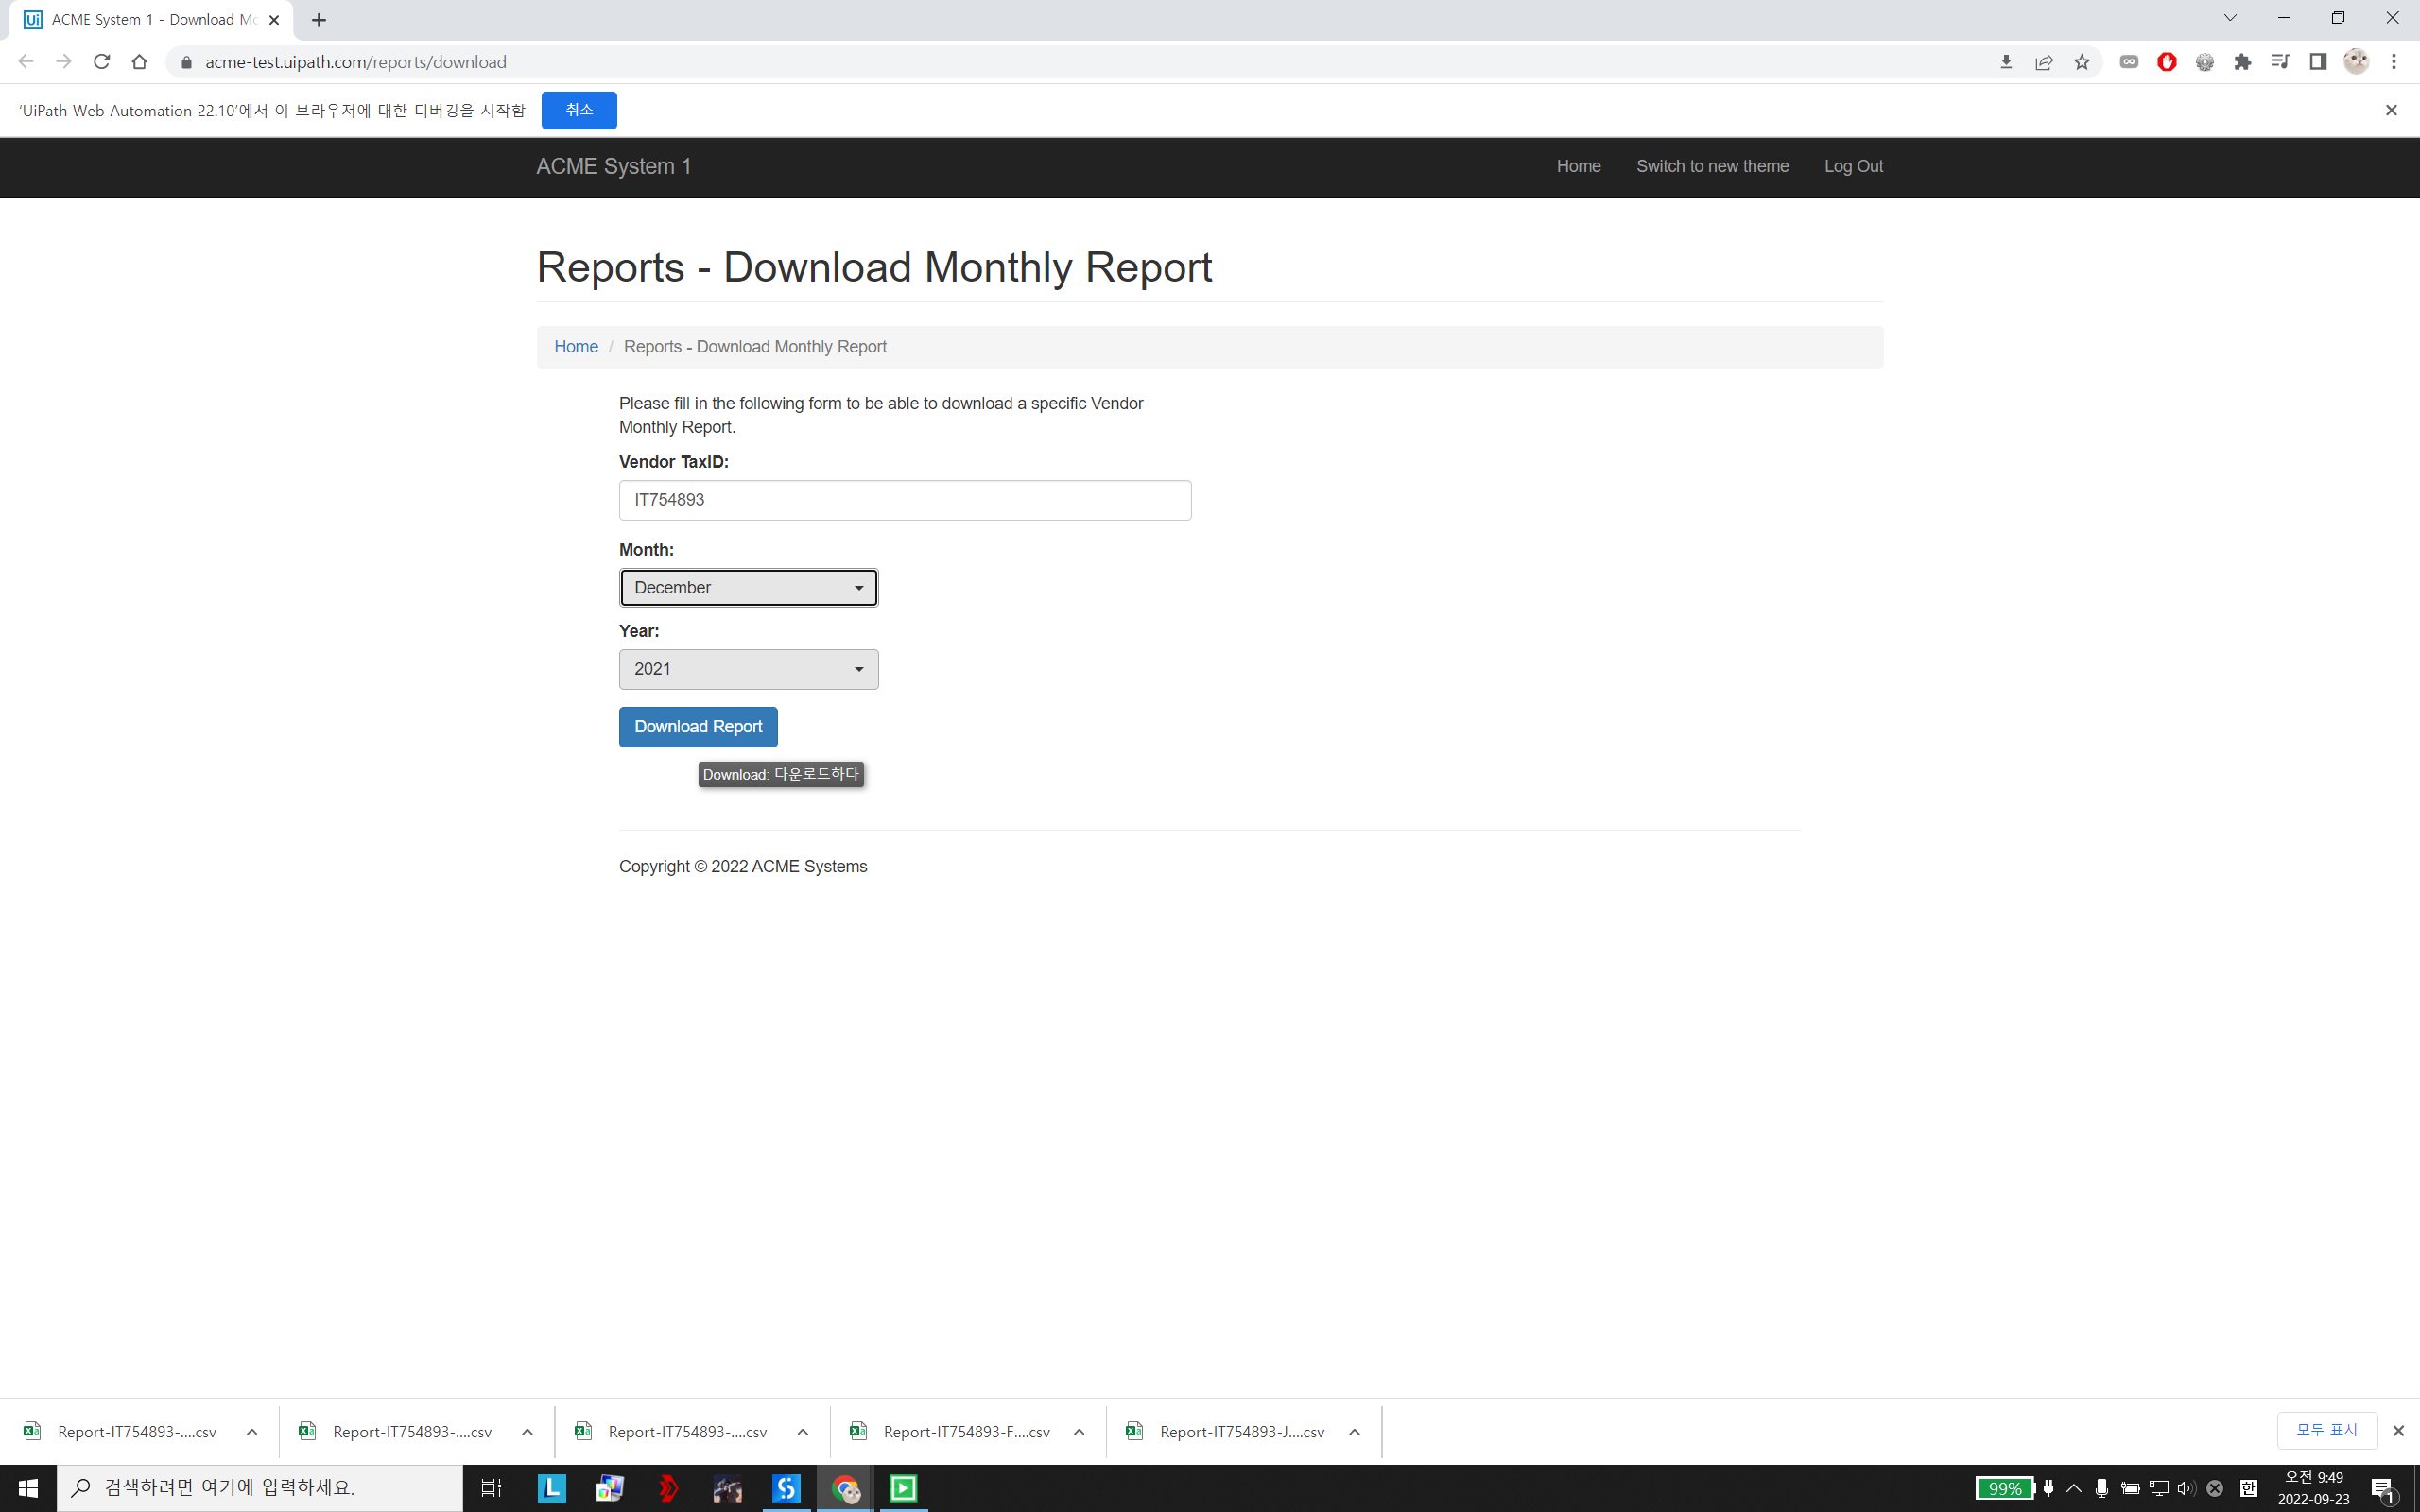 ACME System 1 - Download Mo
acme-test.uipath.com/reports/download
'UiPath Web Automation 22.10'에서 이 브라우저에 대한 디버깅을 시작함 취소
ACME System 1 Home Switch to new theme Log Out
Reports - Download Monthly Report
Home / Reports - Download Monthly Report
Please fill in the following form to be able to download a specific Vendor
Monthly Report.
Vendor TaxID:
IT754893
Month:
December
Year:
2021
Download Report
Download: 다운로드하다
Copyright © 2022 ACME Systems
Report-IT754893-....csv Report-IT754893-....csv Report-IT754893-....csv Report-IT754893-F....csv Report-IT754893-J....csv 모두 표시
검색하려면 여기에 입력하세요. 99% 한 오전 9:49
2022-09-23 1